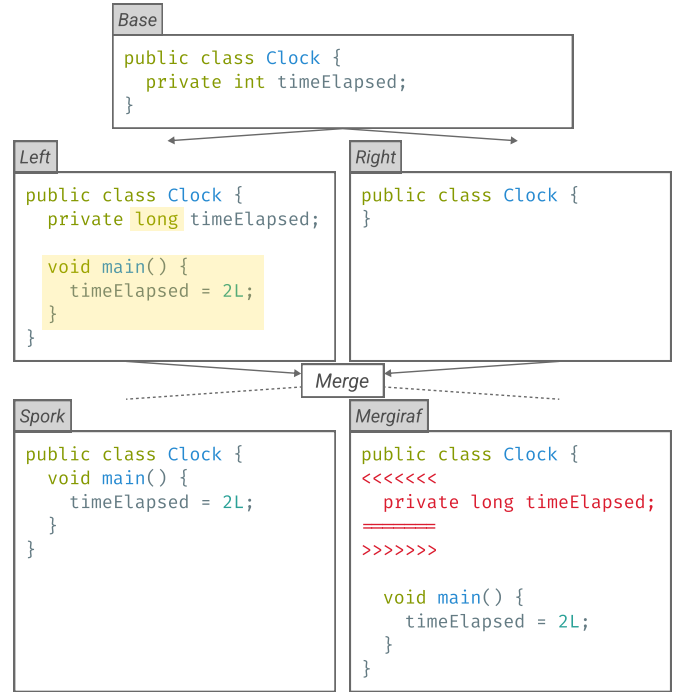 Base
public class Clock {
  private int timeElapsed;
}
Left
public class Clock {
  private long timeElapsed;

  void main() {
    timeElapsed = 2L;
  }
}
Right
public class Clock {
}
Merge
Spork
public class Clock {
  void main() {
    timeElapsed = 2L;
  }
}
Mergiraf
public class Clock {
<<<<<<<
  private long timeElapsed;
=======
>>>>>>>

  void main() {
    timeElapsed = 2L;
  }
}